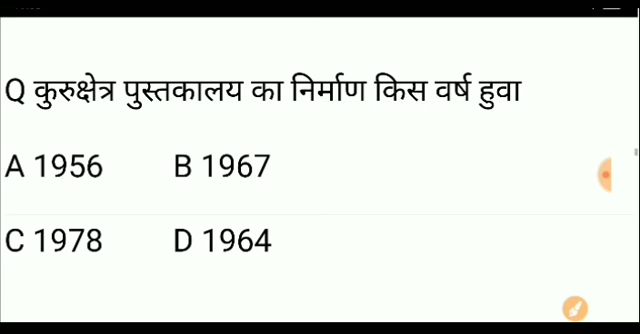 Q कुरुक्षेत्र पुस्तकालय का निर्माण किस वर्ष हुवा
A 1956 B 1967
C 1978 D 1964